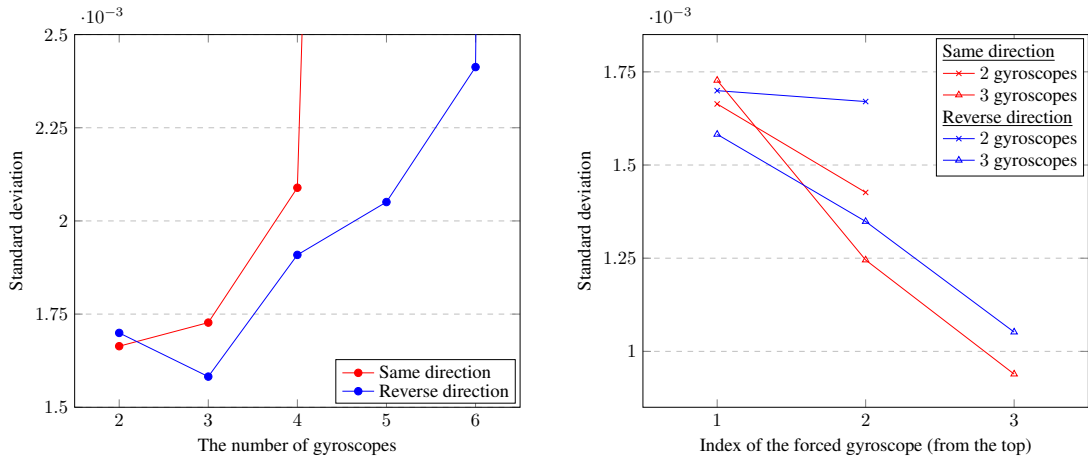 ·10⁻³
2.5
2.25
2
1.75
1.5
Standard deviation
2 3 4 5 6
The number of gyroscopes
Same direction
Reverse direction
·10⁻³
1.75
1.5
1.25
1
Standard deviation
1 2 3
Index of the forced gyroscope (from the top)
Same direction
2 gyroscopes
3 gyroscopes
Reverse direction
2 gyroscopes
3 gyroscopes